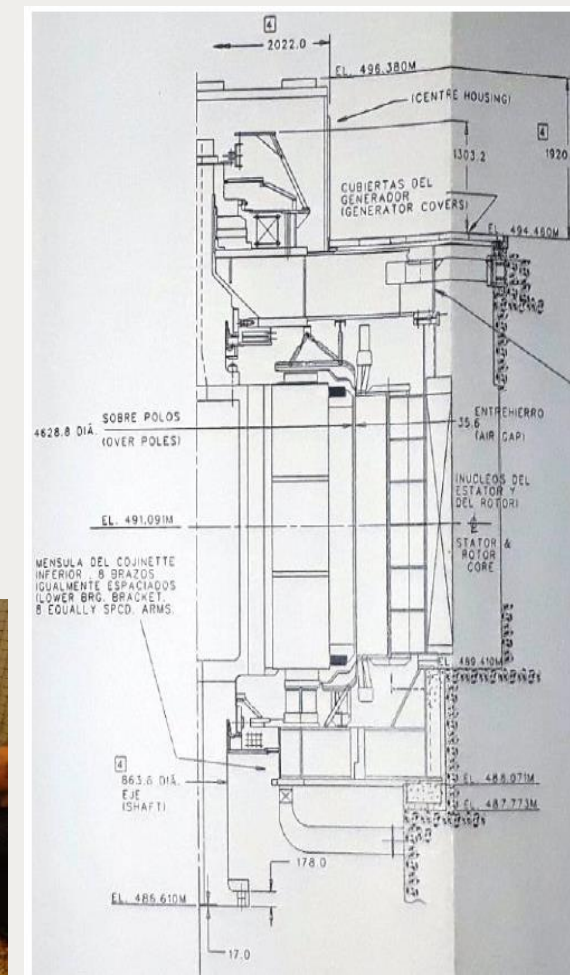 4
2022.0
EL. 496.380M
(CENTRE HOUSING)
4
1303.2
1920
CUBIERTAS DEL
GENERADOR
(GENERATOR COVERS)
EL. 494.460M
SOBRE POLOS
4628.8 DIÁ.
(OVER POLES)
ENTREHIERRO
35.6
(AIR GAP)
(NUCLEOS DEL
ESTATOR Y
DEL ROTOR)
EL. 491.091M
STATOR &
ROTOR
CORE
MENSULA DEL COJINETTE
INFERIOR . 8 BRAZOS
IGUALMENTE ESPACIADOS
(LOWER BRG. BRACKET.
8 EQUALLY SPCD. ARMS.
EL. 489.410M
4
863.6 DIÁ.
EJE
(SHAFT)
EL. 488.071M
EL. 487.773M
178.0
EL. 486.610M
17.0